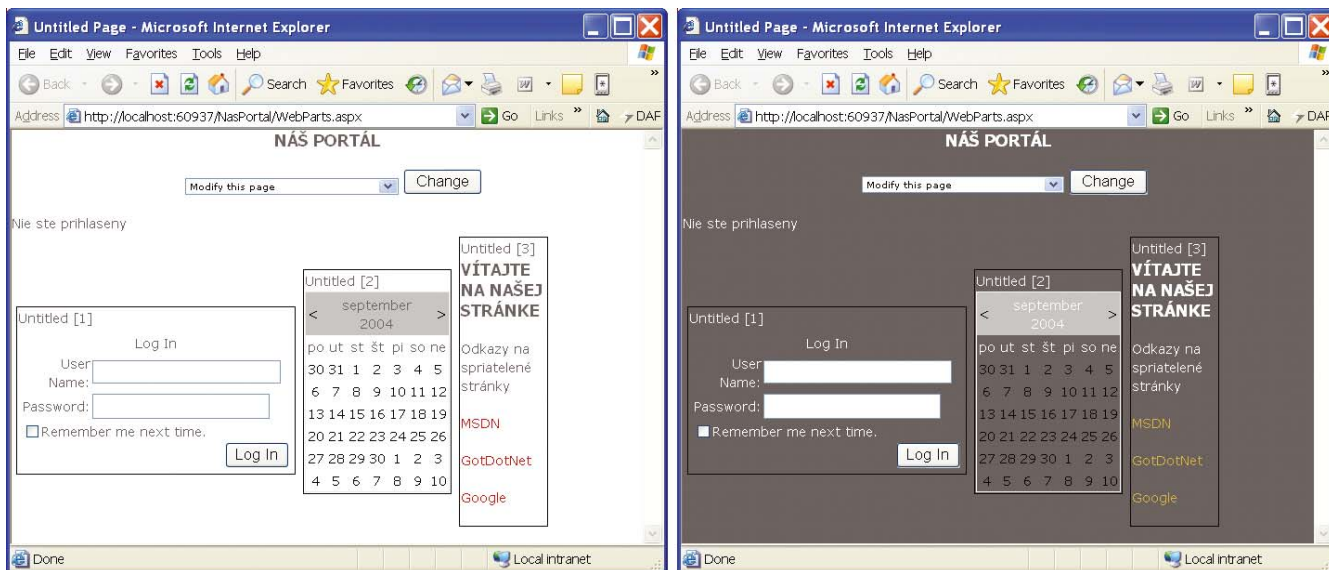 Untitled Page - Microsoft Internet Explorer
File Edit View Favorites Tools Help
Back Search Favorites
Address http://localhost:60937/NasPortal/WebParts.aspx Go Links » DAF
NÁŠ PORTÁL
Modify this page Change
Nie ste prihlaseny
Untitled [1]
Log In
User
Name:
Password:
Remember me next time.
Log In
Untitled [2]
< september 2004 >
po ut st št pi so ne
30 31 1 2 3 4 5
6 7 8 9 10 11 12
13 14 15 16 17 18 19
20 21 22 23 24 25 26
27 28 29 30 1 2 3
4 5 6 7 8 9 10
Untitled [3]
VÍTAJTE
NA NAŠEJ
STRÁNKE
Odkazy na
spriatelené
stránky
MSDN
GotDotNet
Google
Done Local intranet
Untitled Page - Microsoft Internet Explorer
File Edit View Favorites Tools Help
Back Search Favorites
Address http://localhost:60937/NasPortal/WebParts.aspx Go Links » DAF
NÁŠ PORTÁL
Modify this page Change
Nie ste prihlaseny
Untitled [1]
Log In
User
Name:
Password:
Remember me next time.
Log In
Untitled [2]
< september 2004 >
po ut st št pi so ne
30 31 1 2 3 4 5
6 7 8 9 10 11 12
13 14 15 16 17 18 19
20 21 22 23 24 25 26
27 28 29 30 1 2 3
4 5 6 7 8 9 10
Untitled [3]
VÍTAJTE
NA NAŠEJ
STRÁNKE
Odkazy na
spriatelené
stránky
MSDN
GotDotNet
Google
Done Local intranet